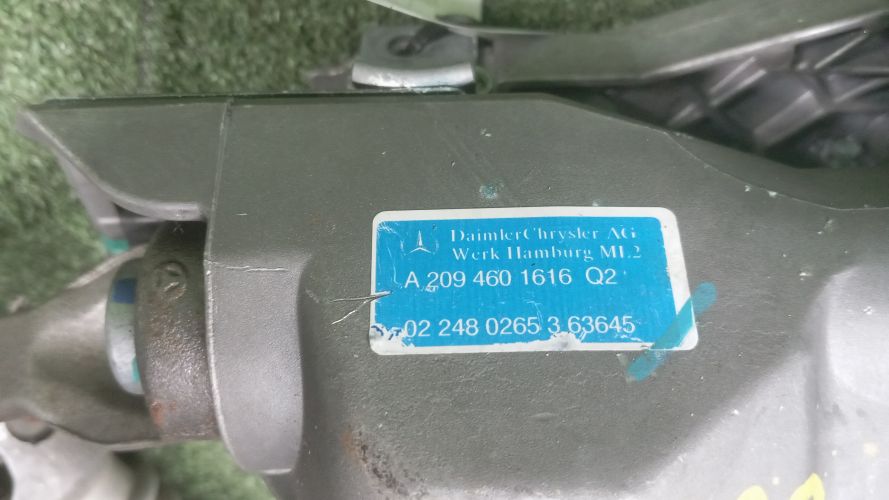 DaimlerChrysler AG
Werk Hamburg ML2
A 209 460 1616 Q2
02 248 0265 3 63645